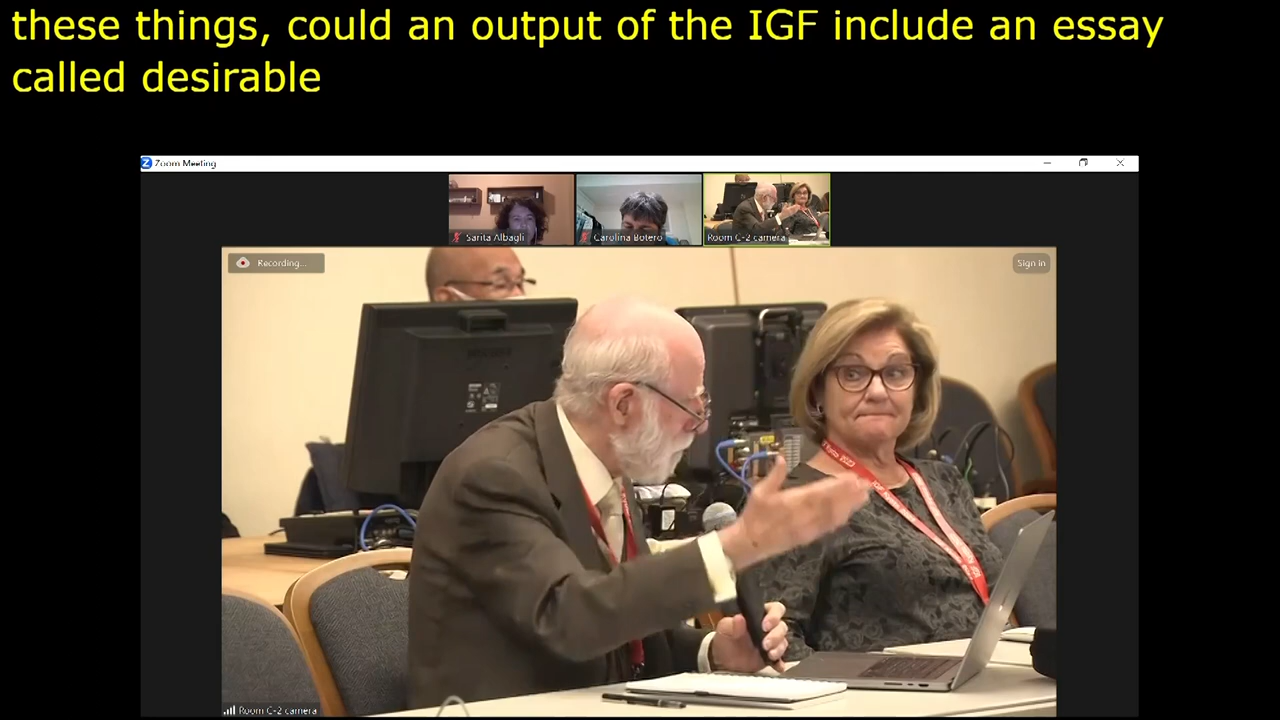 these things, could an output of the IGF include an essay
called desirable
Zoom Meeting
Sarita Albagli
Carolina Botero
Room C-2 camera
Recording...
Sign in
Room C-2 camera